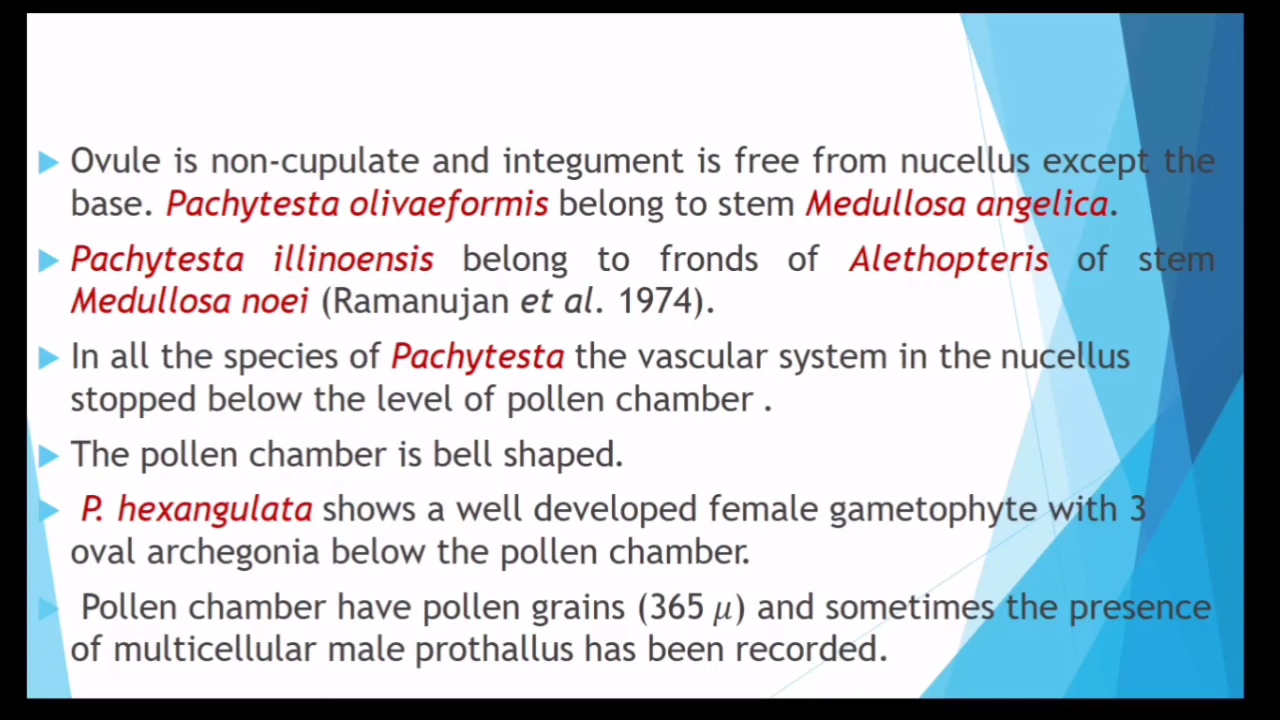 Ovule is non-cupulate and integument is free from nucellus except the
base. Pachytesta olivaeformis belong to stem Medullosa angelica.
Pachytesta illinoensis belong to fronds of Alethopteris of stem
Medullosa noei (Ramanujan et al. 1974).
In all the species of Pachytesta the vascular system in the nucellus
stopped below the level of pollen chamber .
The pollen chamber is bell shaped.
P. hexangulata shows a well developed female gametophyte with 3
oval archegonia below the pollen chamber.
Pollen chamber have pollen grains (365 μ) and sometimes the presence
of multicellular male prothallus has been recorded.